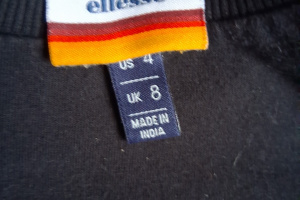 ellesse
US 4
UK 8
MADE IN
INDIA